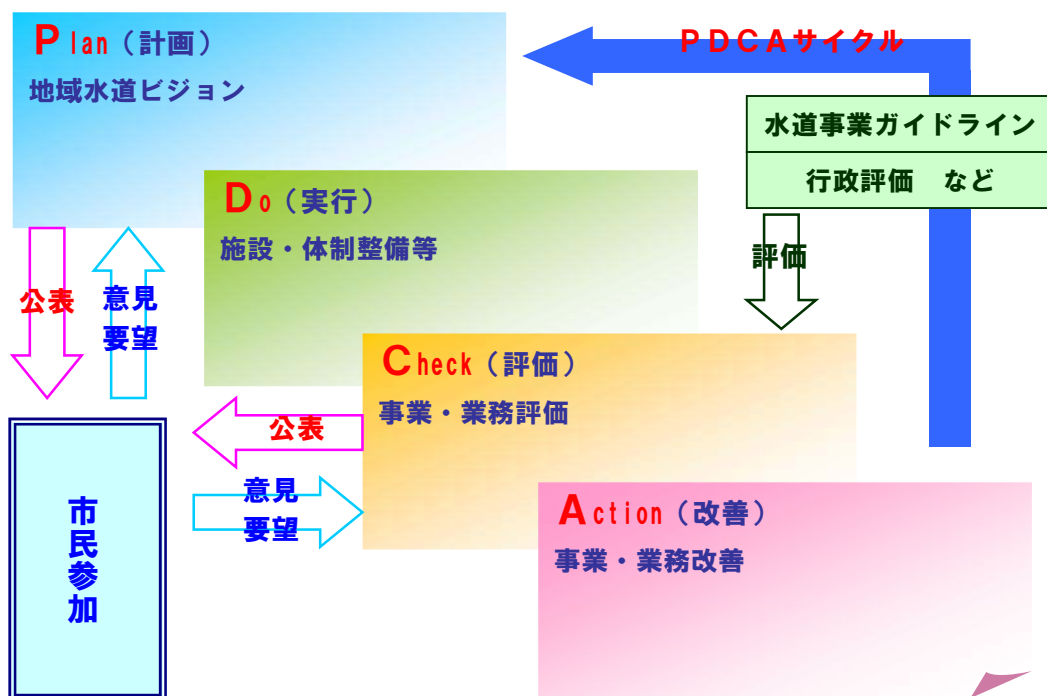 Plan（計画）
地域水道ビジョン
PDCAサイクル
水道事業ガイドライン
行政評価　など
Do（実行）
施設・体制整備等
評価
公表
意見
要望
Check（評価）
事業・業務評価
公表
意見
要望
市民参加
Action（改善）
事業・業務改善